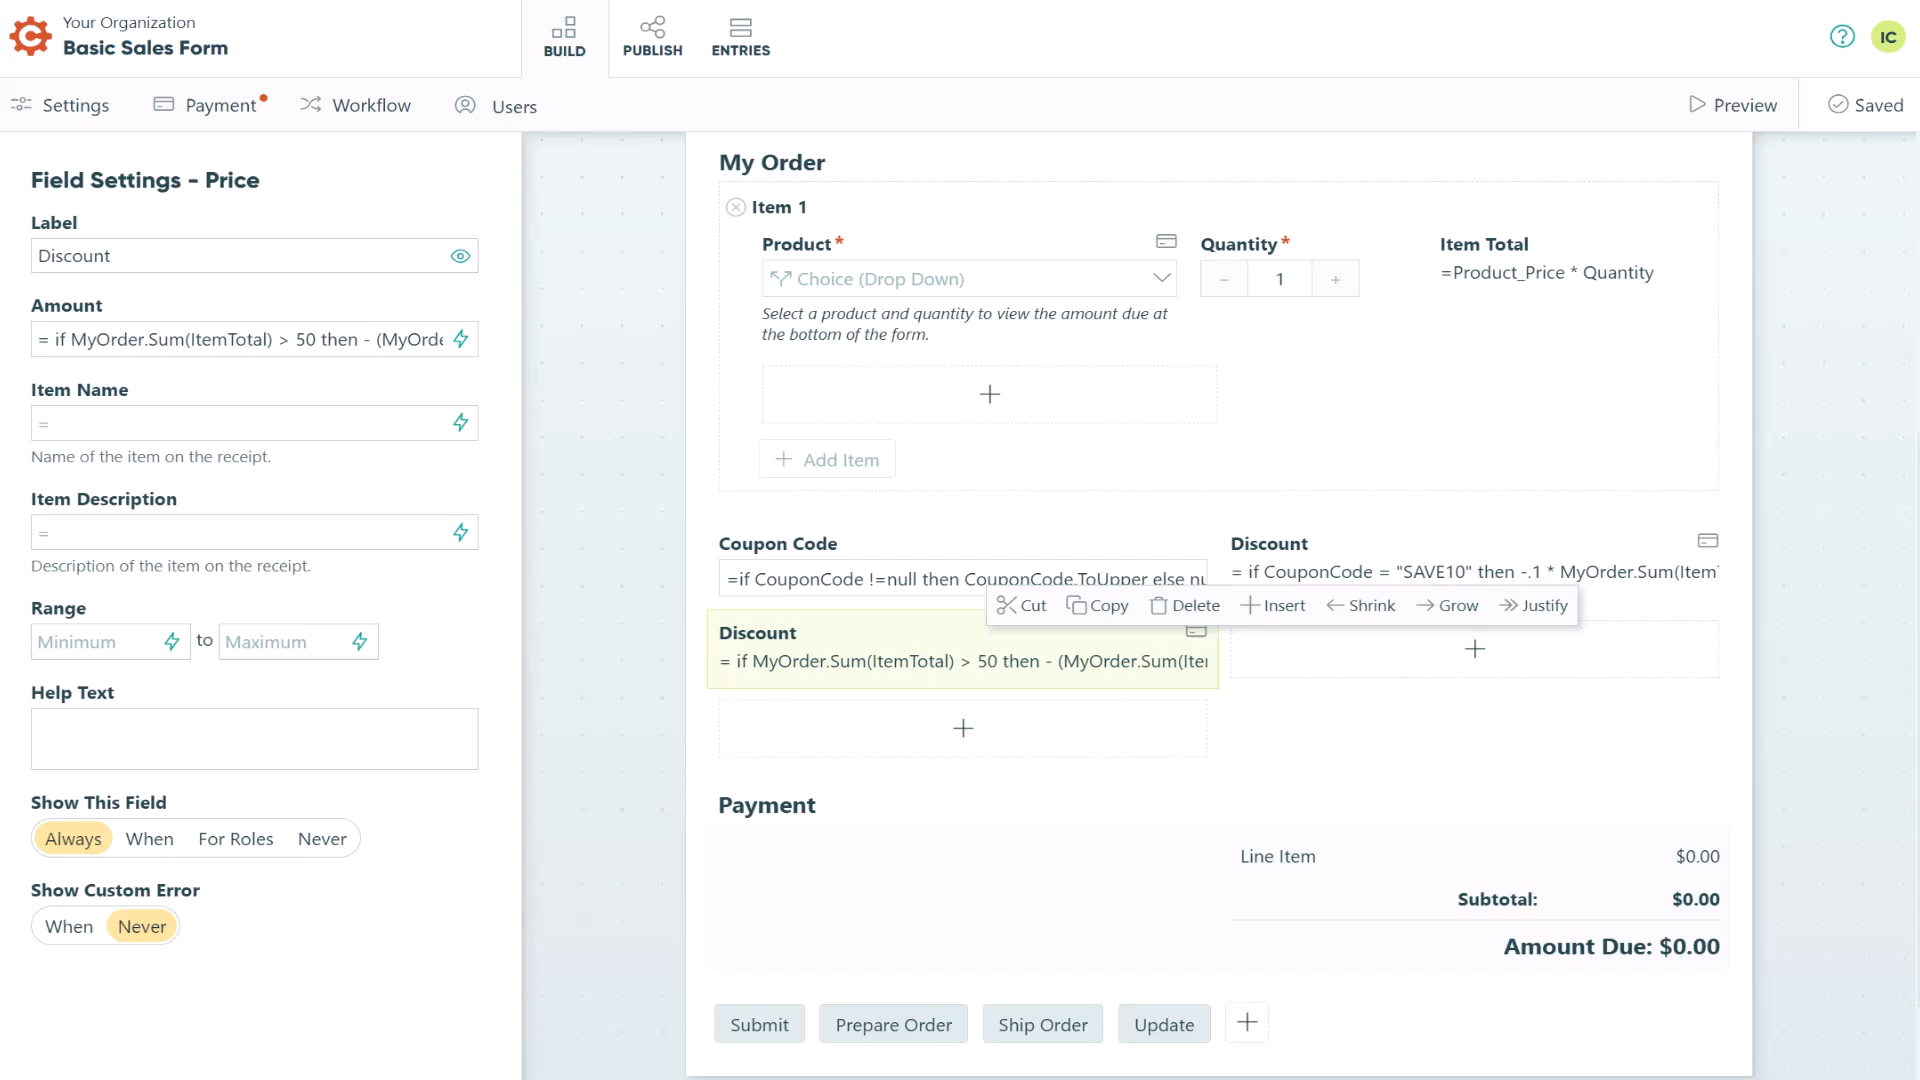 Your Organization
Basic Sales Form
BUILD
PUBLISH
ENTRIES
IC
Settings
Payment
Workflow
Users
Preview
Saved
Field Settings - Price
Label
Discount
Amount
= if MyOrder.Sum(ItemTotal) > 50 then - (MyOrde
Item Name
=
Name of the item on the receipt.
Item Description
=
Description of the item on the receipt.
Range
Minimum to Maximum
Help Text
Show This Field
Always When For Roles Never
Show Custom Error
When Never
My Order
Item 1
Product* Quantity* Item Total
Choice (Drop Down) - 1 + =Product_Price * Quantity
Select a product and quantity to view the amount due at
the bottom of the form.
+
+ Add Item
Coupon Code Discount
=if CouponCode !=null then CouponCode.ToUpper else nu = if CouponCode = "SAVE10" then -.1 * MyOrder.Sum(Item
Cut Copy Delete Insert Shrink Grow Justify
Discount
= if MyOrder.Sum(ItemTotal) > 50 then - (MyOrder.Sum(Iter
+
+
Payment
Line Item $0.00
Subtotal: $0.00
Amount Due: $0.00
Submit Prepare Order Ship Order Update +